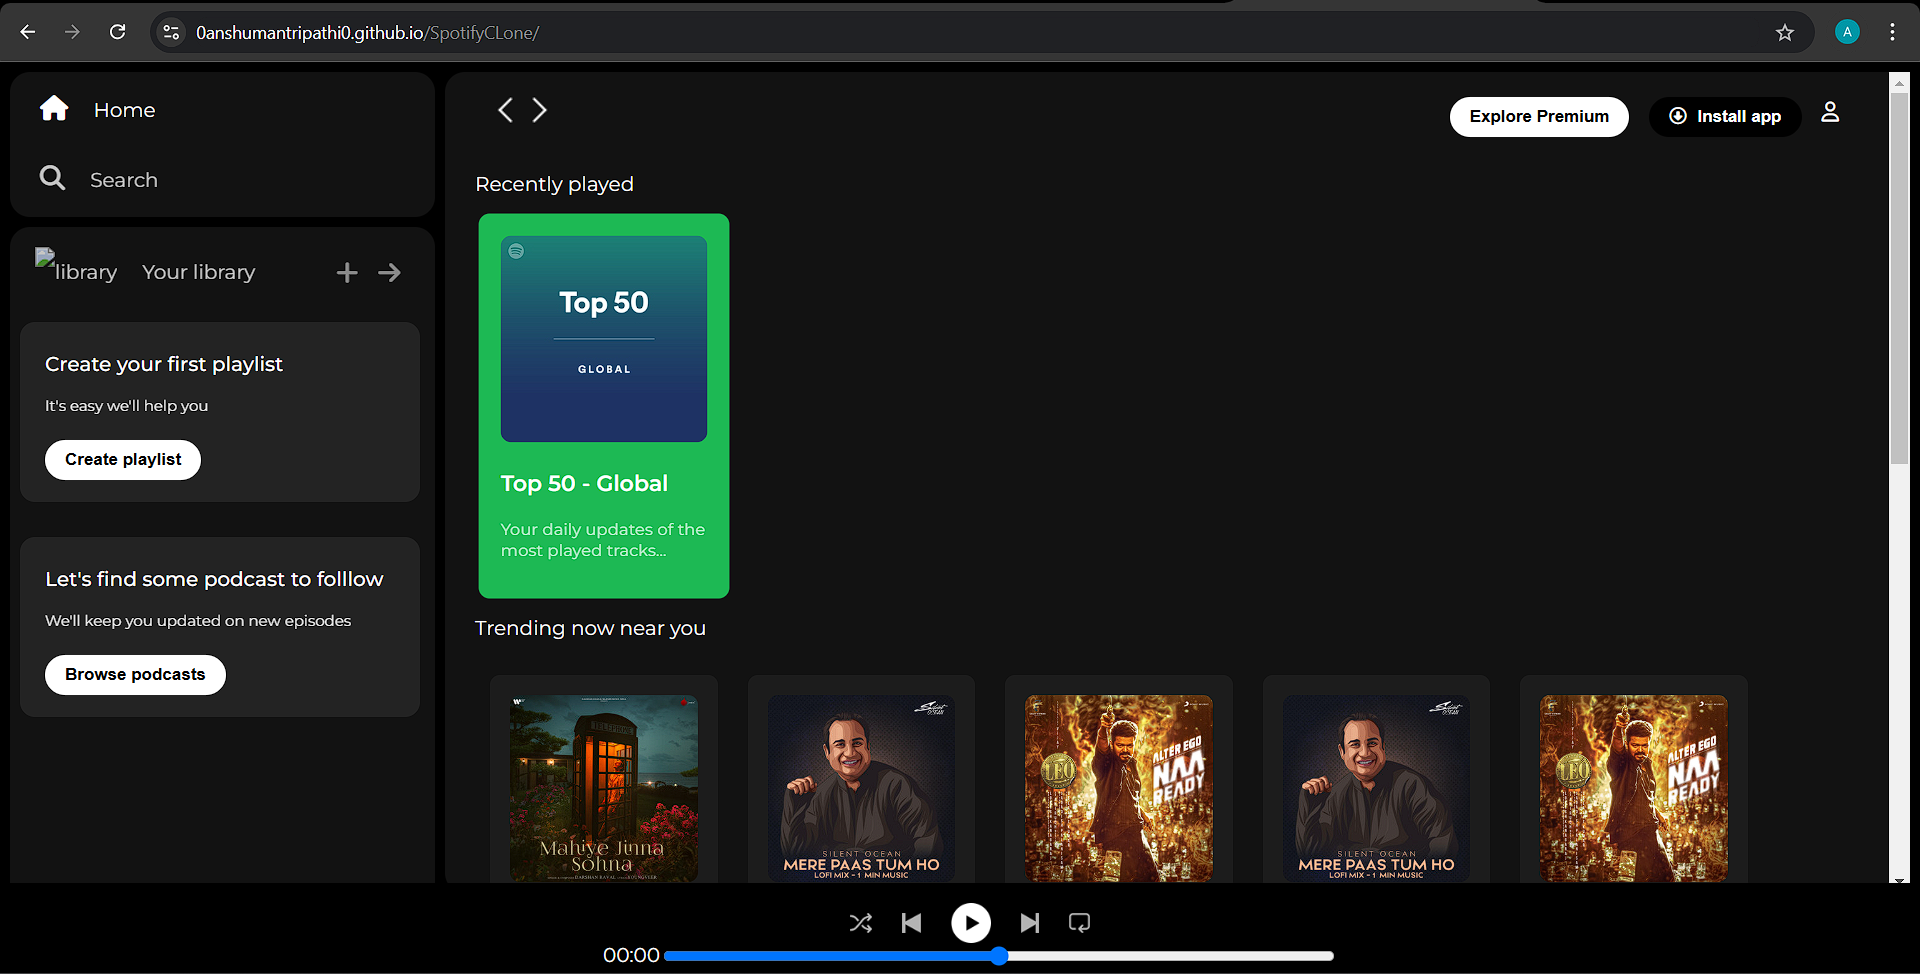 0anshumantripathi0.github.io/SpotifyCLone/
A
Home
Search
library Your library
Create your first playlist
It's easy we'll help you
Create playlist
Let's find some podcast to folllow
We'll keep you updated on new episodes
Browse podcasts
Explore Premium
Install app
Recently played
Top 50
GLOBAL
Top 50 - Global
Your daily updates of the
most played tracks...
Trending now near you
Mahiye Jinna
Sohna
Silent
OCEAN
SILENT OCEAN
MERE PAAS TUM HO
LOFI MIX - 1 MIN MUSIC
LEO
ALTER EGO
NAA
READY
Silent
OCEAN
SILENT OCEAN
MERE PAAS TUM HO
LOFI MIX - 1 MIN MUSIC
LEO
ALTER EGO
NAA
READY
00:00